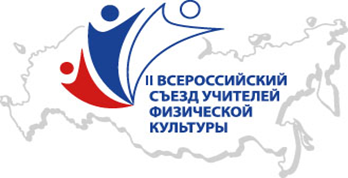 II ВСЕРОССИЙСКИЙ
СЪЕЗД УЧИТЕЛЕЙ
ФИЗИЧЕСКОЙ
КУЛЬТУРЫ